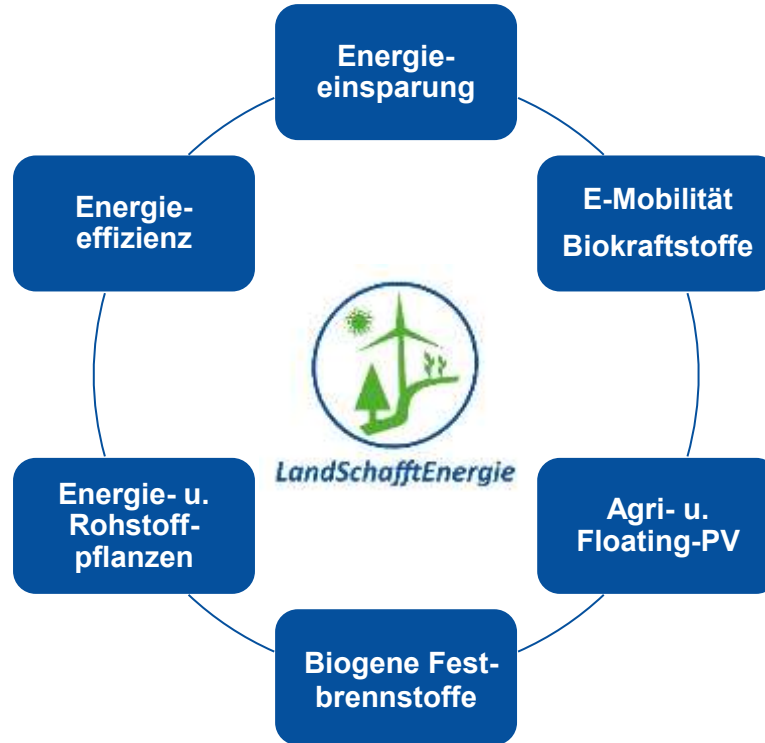 Energie-
einsparung
E-Mobilität
Biokraftstoffe
Agri- u.
Floating-PV
Biogene Fest-
brennstoffe
Energie- u.
Rohstoff-
pflanzen
Energie-
effizienz
LandSchafftEnergie